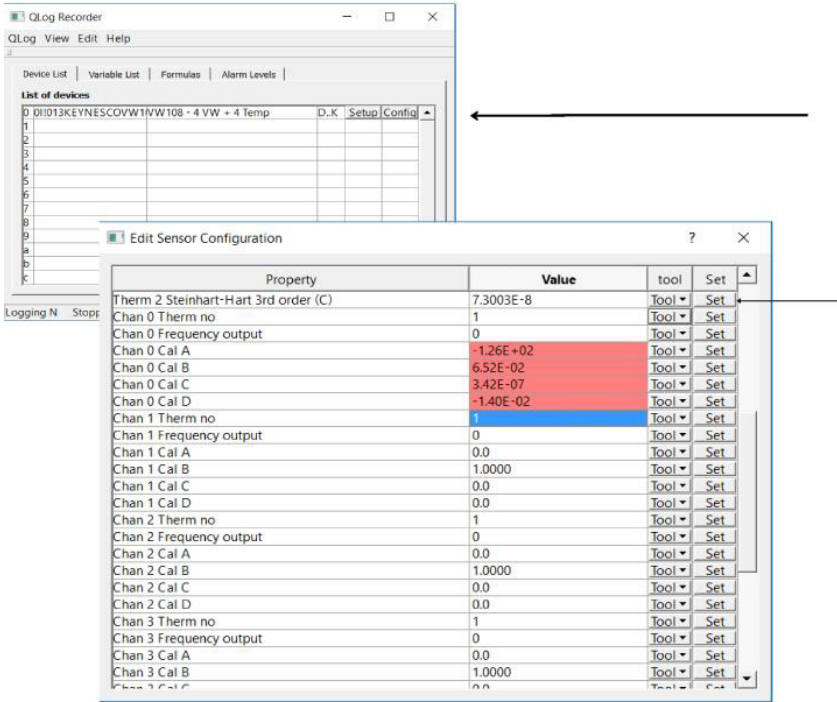 QLog Recorder
QLog View Edit Help
Device List Variable List Formulas Alarm Levels
List of devices
0 0!!013KEYNESCOVW1 VW108 - 4 VW + 4 Temp D..K Setup Config
1
2
3
4
5
6
7
8
9
a
b
c
Logging N Stopp
Edit Sensor Configuration ?
Property Value tool Set
Therm 2 Steinhart-Hart 3rd order (C) 7.3003E-8 Tool Set
Chan 0 Therm no 1 Tool Set
Chan 0 Frequency output 0 Tool Set
Chan 0 Cal A -1.26E+02 Tool Set
Chan 0 Cal B 6.52E-02 Tool Set
Chan 0 Cal C 3.42E-07 Tool Set
Chan 0 Cal D -1.40E-02 Tool Set
Chan 1 Therm no 1 Tool Set
Chan 1 Frequency output 0 Tool Set
Chan 1 Cal A 0.0 Tool Set
Chan 1 Cal B 1.0000 Tool Set
Chan 1 Cal C 0.0 Tool Set
Chan 1 Cal D 0.0 Tool Set
Chan 2 Therm no 1 Tool Set
Chan 2 Frequency output 0 Tool Set
Chan 2 Cal A 0.0 Tool Set
Chan 2 Cal B 1.0000 Tool Set
Chan 2 Cal C 0.0 Tool Set
Chan 2 Cal D 0.0 Tool Set
Chan 3 Therm no 1 Tool Set
Chan 3 Frequency output 0 Tool Set
Chan 3 Cal A 0.0 Tool Set
Chan 3 Cal B 1.0000 Tool Set
Chan 3 Cal C 0.0 Tool Set